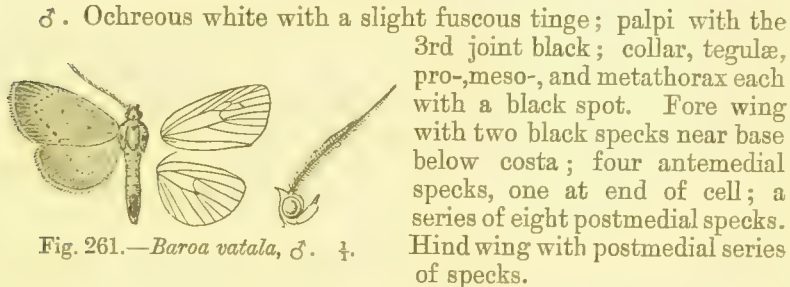 ♂. Ochreous white with a slight fuscous tinge; palpi with the
3rd joint black; collar, tegulæ,
pro-,meso-, and metathorax each
with a black spot. Fore wing
with two black specks near base
below costa; four antemedial
specks, one at end of cell; a
series of eight postmedial specks.
Hind wing with postmedial series
of specks.
Fig. 261.—Baroa vatala, ♂. ¹⁄₁.